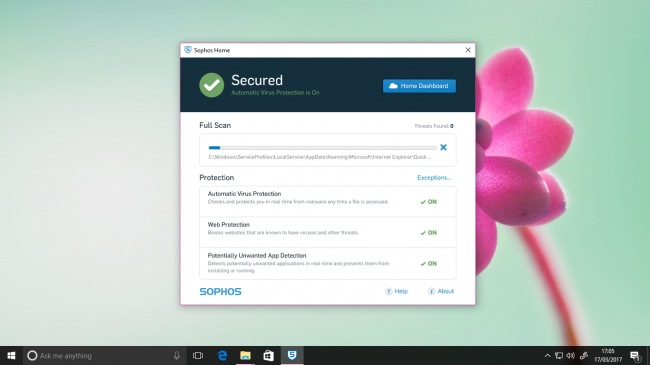 Sophos Home
Secured
Automatic Virus Protection Is On
Home Dashboard
Full Scan
Threats Found: 0
C:\Windows\ServiceProfiles\LocalService\AppData\Roaming\Microsoft\Internet Explorer\Quick ...
Protection
Exceptions...
Automatic Virus Protection
Checks and protects you in real-time from malware any time a file is accessed.
ON
Web Protection
Blocks websites that are known to have viruses and other threats.
ON
Potentially Unwanted App Detection
Detects potentially unwanted applications in real-time and prevents them from
installing or running.
ON
SOPHOS
Help
About
Ask me anything
17:05
17/03/2017